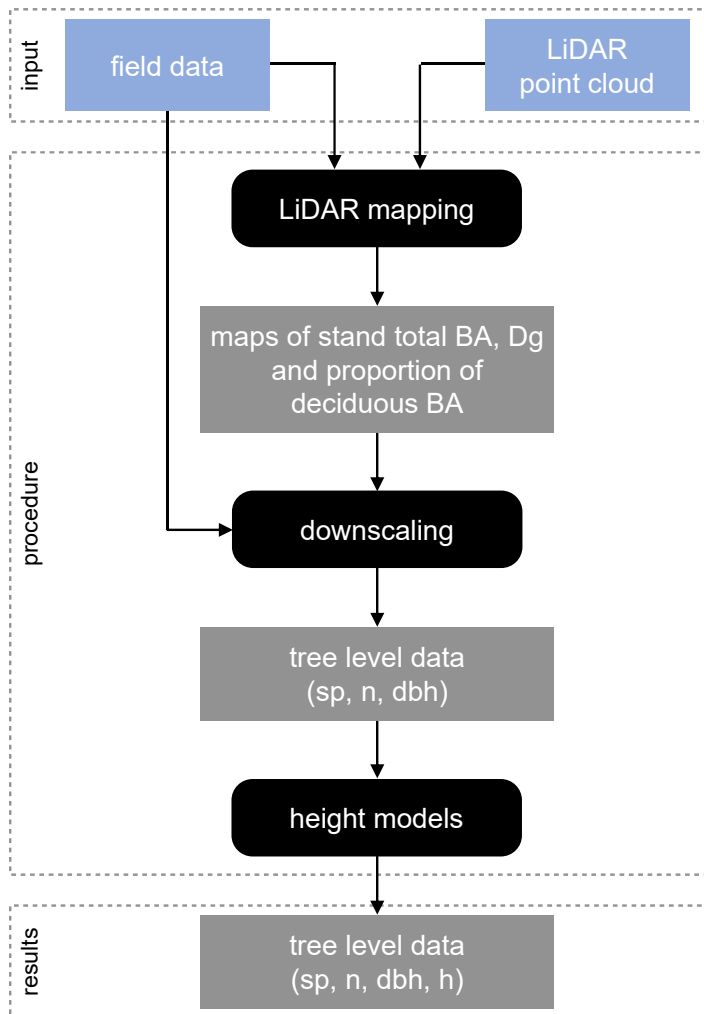 input
field data
LiDAR
point cloud
procedure
LiDAR mapping
maps of stand total BA, Dg
and proportion of
deciduous BA
downscaling
tree level data
(sp, n, dbh)
height models
results
tree level data
(sp, n, dbh, h)